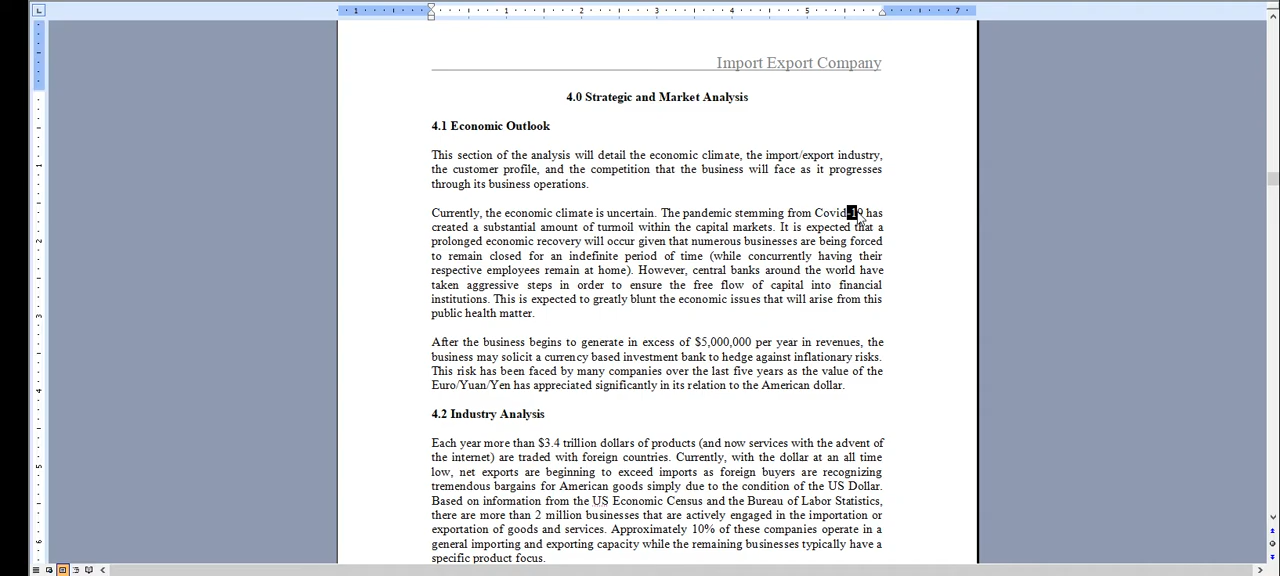 Import Export Company
4.0 Strategic and Market Analysis
4.1 Economic Outlook
This section of the analysis will detail the economic climate, the import/export industry,
the customer profile, and the competition that the business will face as it progresses
through its business operations.
Currently, the economic climate is uncertain. The pandemic stemming from Covid-19 has
created a substantial amount of turmoil within the capital markets. It is expected that a
prolonged economic recovery will occur given that numerous businesses are being forced
to remain closed for an indefinite period of time (while concurrently having their
respective employees remain at home). However, central banks around the world have
taken aggressive steps in order to ensure the free flow of capital into financial
institutions. This is expected to greatly blunt the economic issues that will arise from this
public health matter.
After the business begins to generate in excess of $5,000,000 per year in revenues, the
business may solicit a currency based investment bank to hedge against inflationary risks.
This risk has been faced by many companies over the last five years as the value of the
Euro/Yuan/Yen has appreciated significantly in its relation to the American dollar.
4.2 Industry Analysis
Each year more than $3.4 trillion dollars of products (and now services with the advent of
the internet) are traded with foreign countries. Currently, with the dollar at an all time
low, net exports are beginning to exceed imports as foreign buyers are recognizing
tremendous bargains for American goods simply due to the condition of the US Dollar.
Based on information from the US Economic Census and the Bureau of Labor Statistics,
there are more than 2 million businesses that are actively engaged in the importation or
exportation of goods and services. Approximately 10% of these companies operate in a
general importing and exporting capacity while the remaining businesses typically have a
specific product focus.